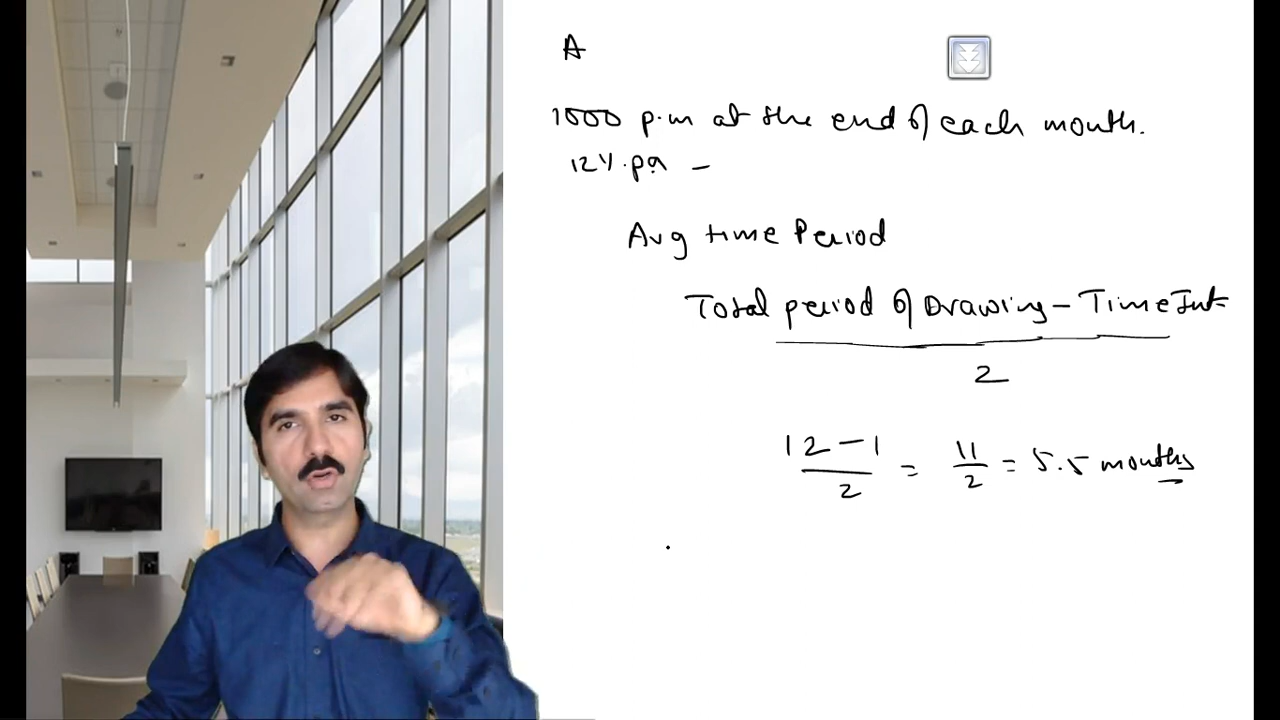 A
1000 p.m at the end of each month.
12%.pa -
Avg time Period
Total period of Drawing - Time Int
2
12-1 = 11 = 5.5 months
2 2